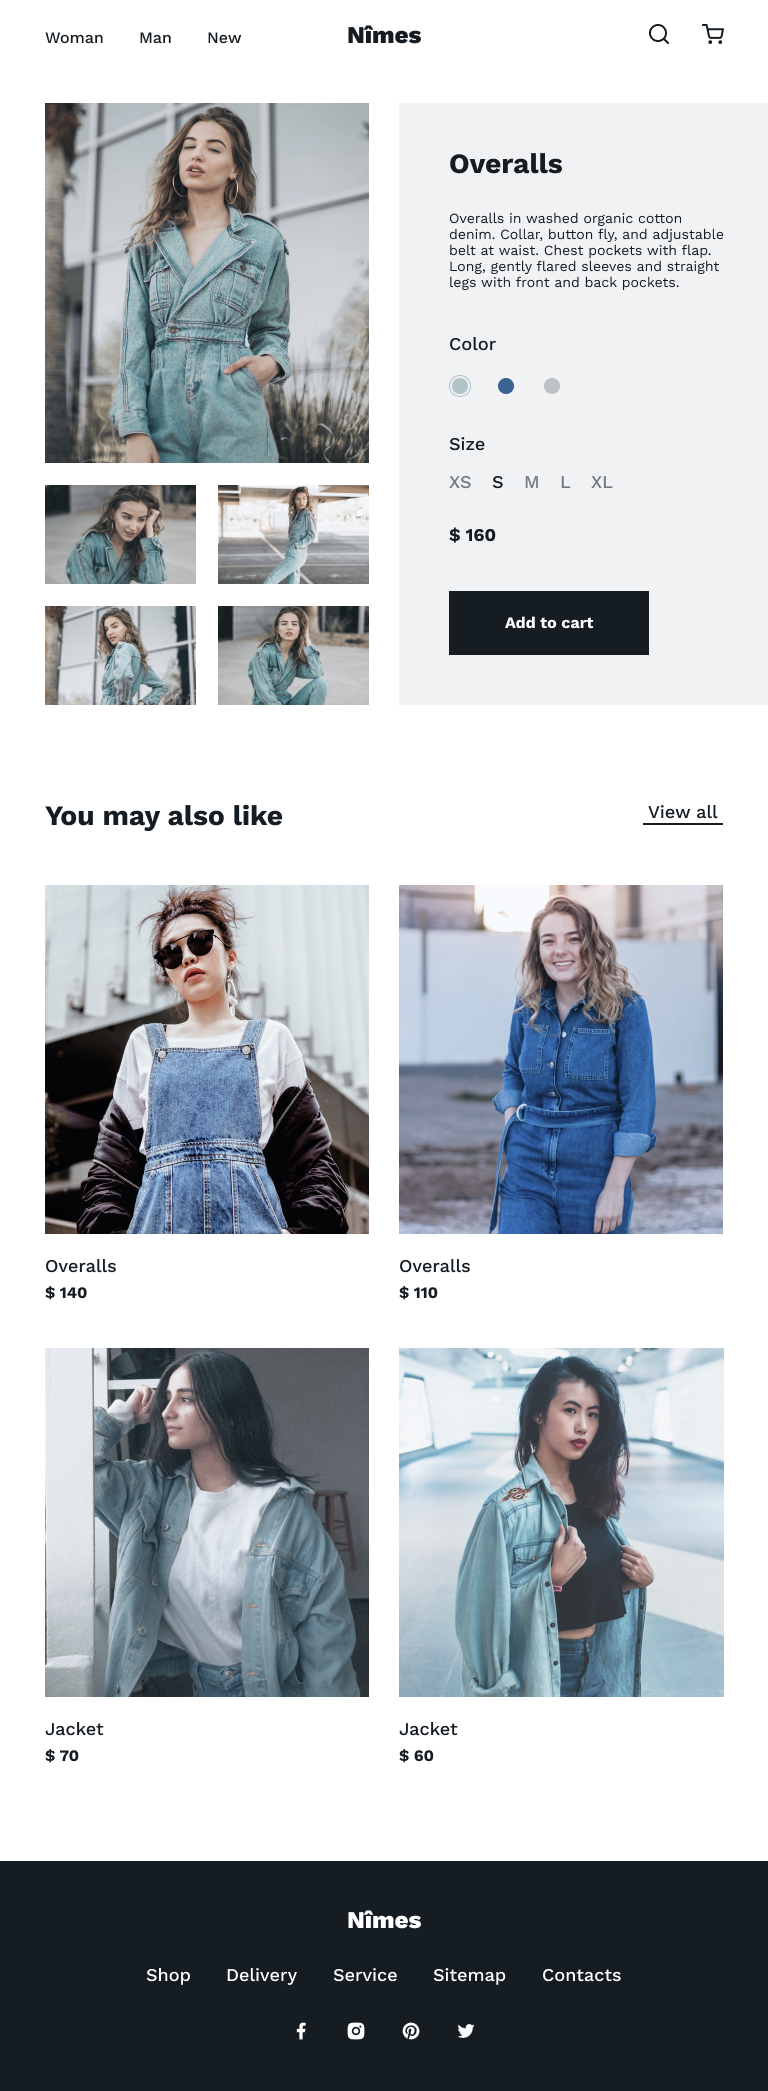 Woman Man New Nîmes
Overalls
Overalls in washed organic cotton
denim. Collar, button fly, and adjustable
belt at waist. Chest pockets with flap.
Long, gently flared sleeves and straight
legs with front and back pockets.
Color
Size
XS S M L XL
$ 160
Add to cart
You may also like
View all
Overalls
$ 140
Overalls
$ 110
Jacket
$ 70
Jacket
$ 60
Nîmes
Shop Delivery Service Sitemap Contacts